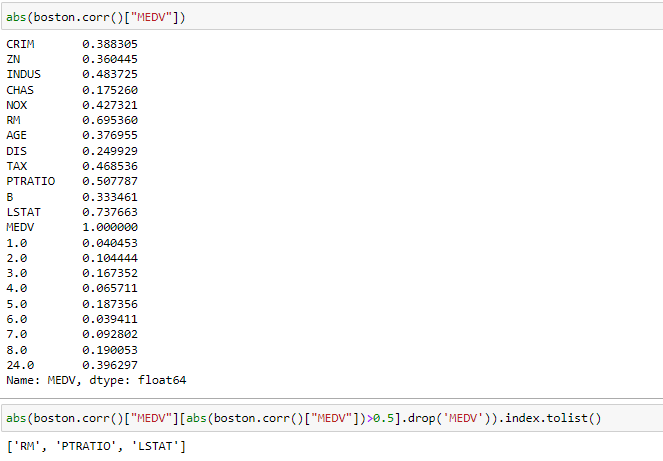 abs(boston.corr()["MEDV"])
CRIM 0.388305
ZN 0.360445
INDUS 0.483725
CHAS 0.175260
NOX 0.427321
RM 0.695360
AGE 0.376955
DIS 0.249929
TAX 0.468536
PTRATIO 0.507787
B 0.333461
LSTAT 0.737663
MEDV 1.000000
1.0 0.040453
2.0 0.104444
3.0 0.167352
4.0 0.065711
5.0 0.187356
6.0 0.039411
7.0 0.092802
8.0 0.190053
24.0 0.396297
Name: MEDV, dtype: float64
abs(boston.corr()["MEDV"][abs(boston.corr()["MEDV"])>0.5].drop('MEDV')).index.tolist()
['RM', 'PTRATIO', 'LSTAT']